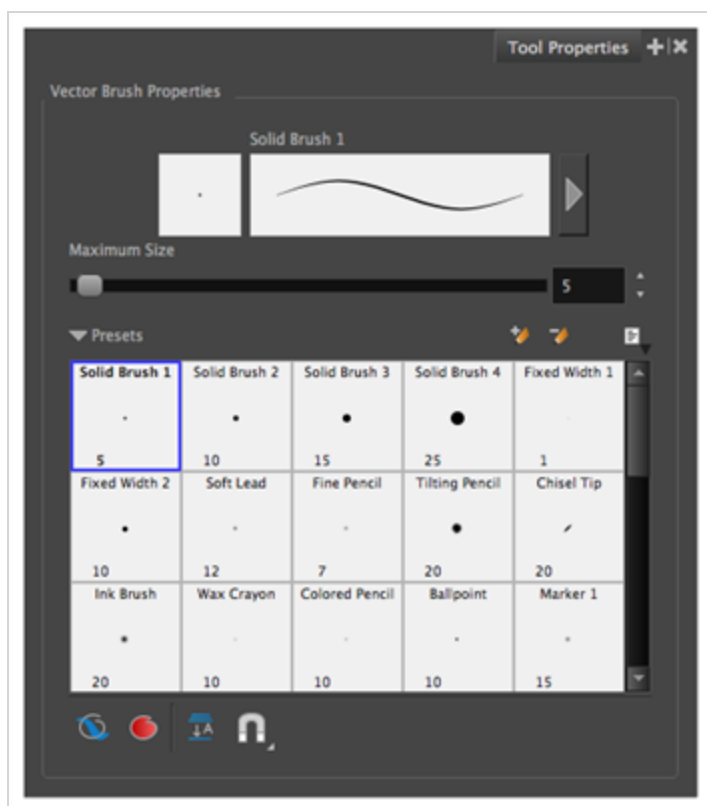 Tool Properties
Vector Brush Properties
Solid Brush 1
Maximum Size
5
Presets
Solid Brush 1 Solid Brush 2 Solid Brush 3 Solid Brush 4 Fixed Width 1
5 10 15 25 1
Fixed Width 2 Soft Lead Fine Pencil Tilting Pencil Chisel Tip
10 12 7 20 20
Ink Brush Wax Crayon Colored Pencil Ballpoint Marker 1
20 10 10 10 15
A